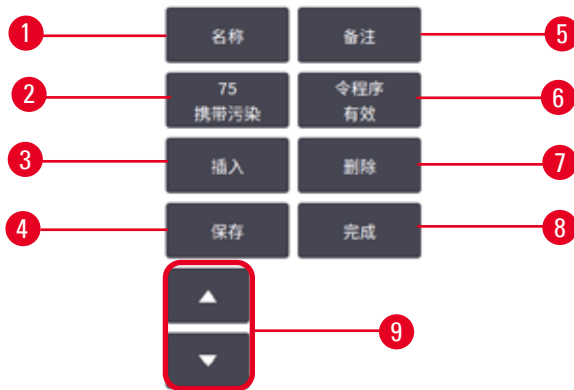 1 名称 备注 5
2 75 携带污染 令程序 有效 6
3 插入 删除 7
4 保存 完成 8
9